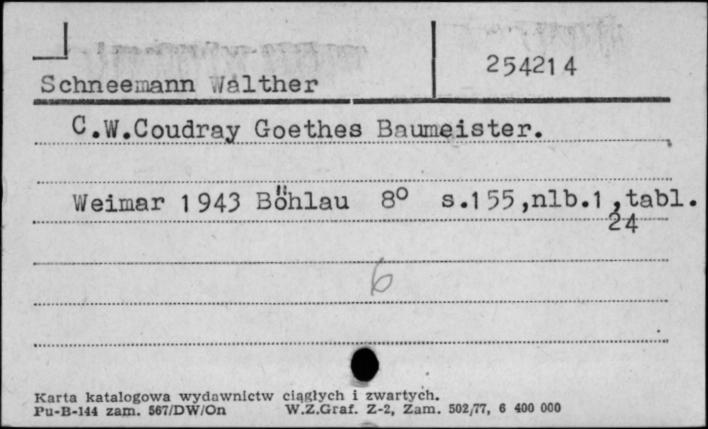 254214
Schneemann Walther
C.W.Coudray Goethes Baumeister.
Weimar 1943 Böhlau 8º s.155,nlb.1,tabl.
24
6
Karta katalogowa wydawnictw ciągłych i zwartych.
Pu-B-144 zam. 567/DW/On W.Z.Graf. Z-2, Zam. 502/77, 6 400 000